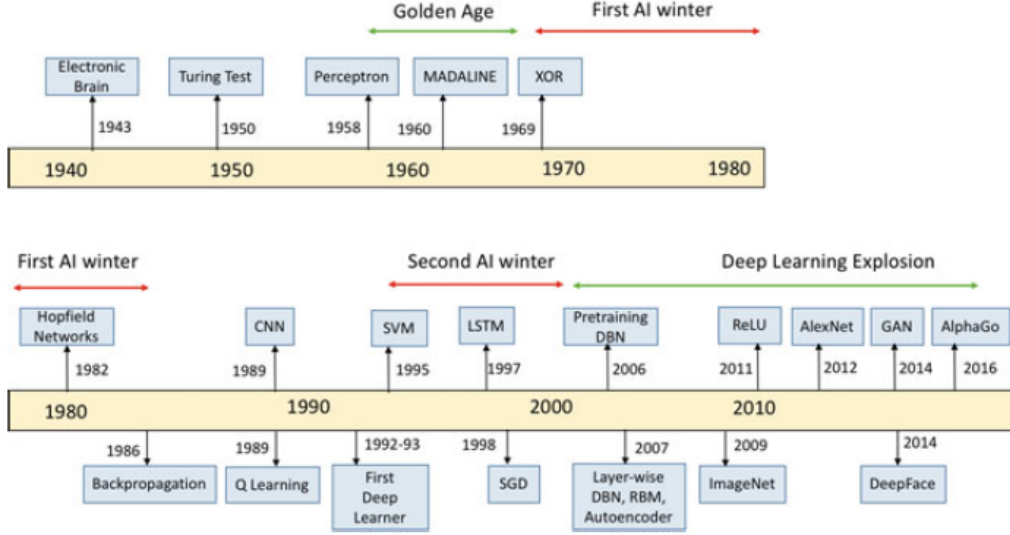 Golden Age
First AI winter
Electronic
Brain
Turing Test
Perceptron
MADALINE
XOR
1943
1950
1958
1960
1969
1940
1950
1960
1970
1980
First AI winter
Second AI winter
Deep Learning Explosion
Hopfield
Networks
CNN
SVM
LSTM
Pretraining
DBN
ReLU
AlexNet
GAN
AlphaGo
1982
1989
1995
1997
2006
2011
2012
2014
2016
1980
1990
2000
2010
1986
1989
1992-93
1998
2007
2009
2014
Backpropagation
Q Learning
First
Deep
Learner
SGD
Layer-wise
DBN, RBM,
Autoencoder
ImageNet
DeepFace